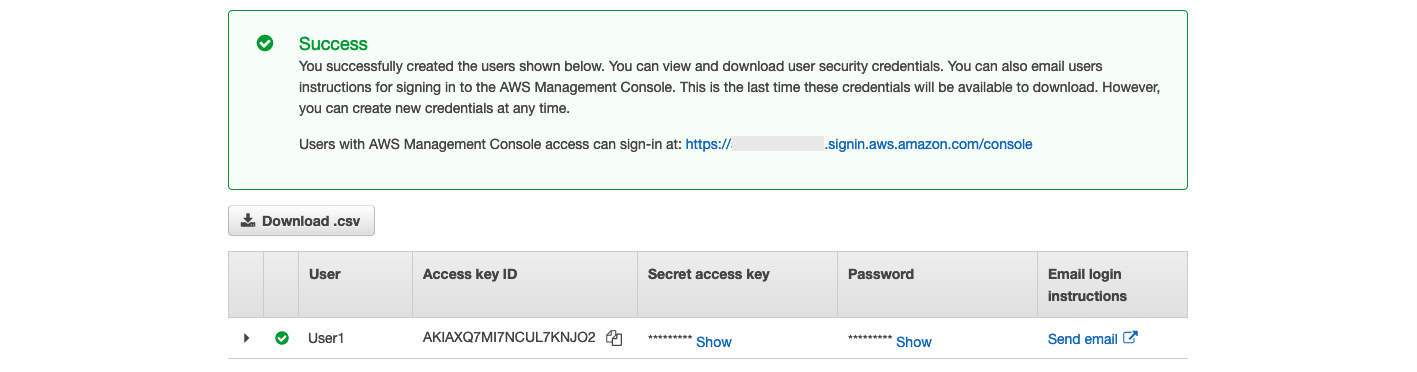 Success
You successfully created the users shown below. You can view and download user security credentials. You can also email users
instructions for signing in to the AWS Management Console. This is the last time these credentials will be available to download. However,
you can create new credentials at any time.
Users with AWS Management Console access can sign-in at: https:// .signin.aws.amazon.com/console
Download .csv
User Access key ID Secret access key Password Email login
instructions
User1 AKIAXQ7MI7NCUL7KNJO2 ********* Show ********* Show Send email